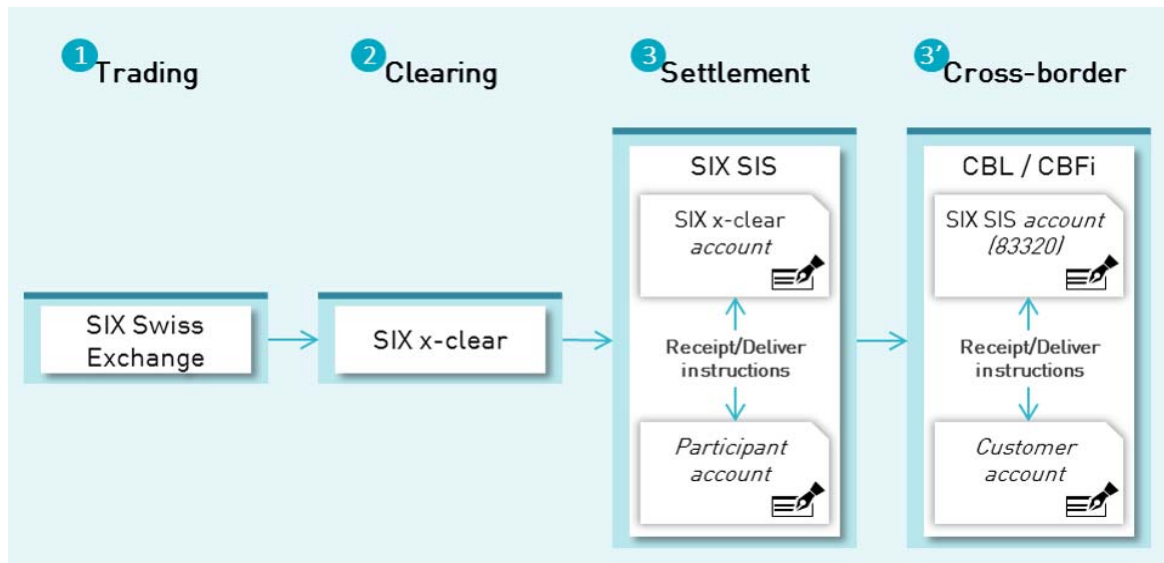 1 Trading
2 Clearing
3 Settlement
3’ Cross-border
SIX Swiss
Exchange
SIX x-clear
SIX SIS
SIX x-clear
account
Receipt/Deliver
instructions
Participant
account
CBL / CBFi
SIX SIS account
(83320)
Receipt/Deliver
instructions
Customer
account